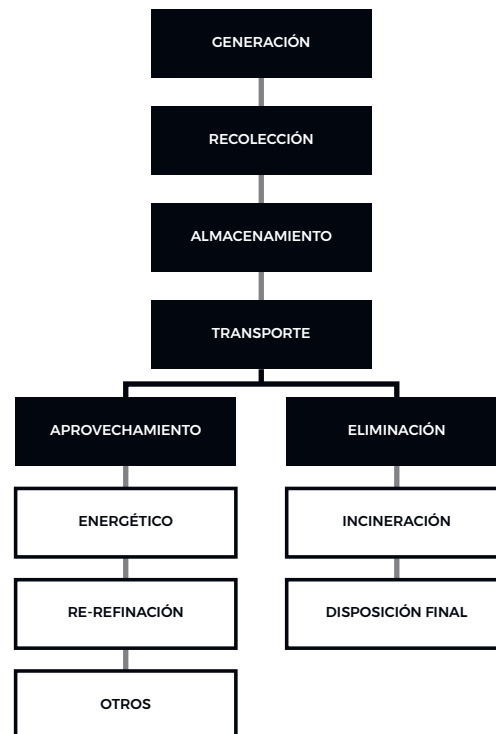 GENERACIÓN
RECOLECCIÓN
ALMACENAMIENTO
TRANSPORTE
APROVECHAMIENTO
ENERGÉTICO
RE-REFINACIÓN
OTROS
ELIMINACIÓN
INCINERACIÓN
DISPOSICIÓN FINAL